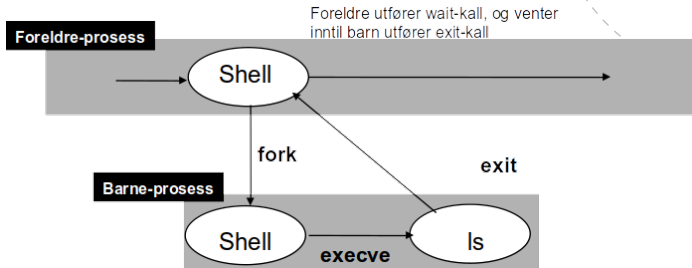 Foreldre utfører wait-kall, og venter
inntil barn utfører exit-kall
Foreldre-prosess
Shell
fork
exit
Barne-prosess
Shell
execve
ls